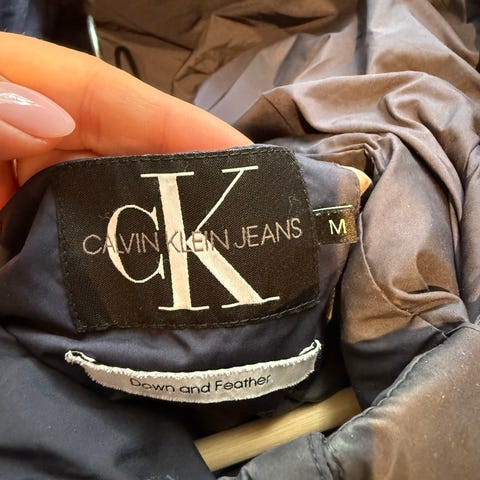 CK
CALVIN KLEIN JEANS
M
Down and Feather